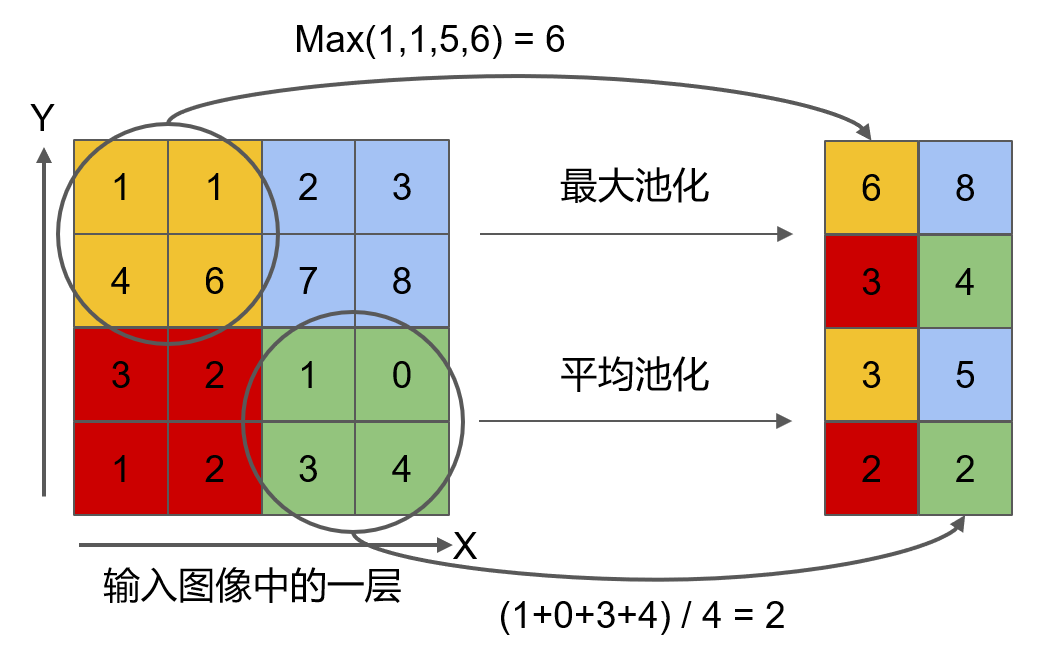 Max(1,1,5,6) = 6
Y
1 1 2 3
4 6 7 8
3 2 1 0
1 2 3 4
X
输入图像中的一层
最大池化
平均池化
6 8
3 4
3 5
2 2
(1+0+3+4) / 4 = 2